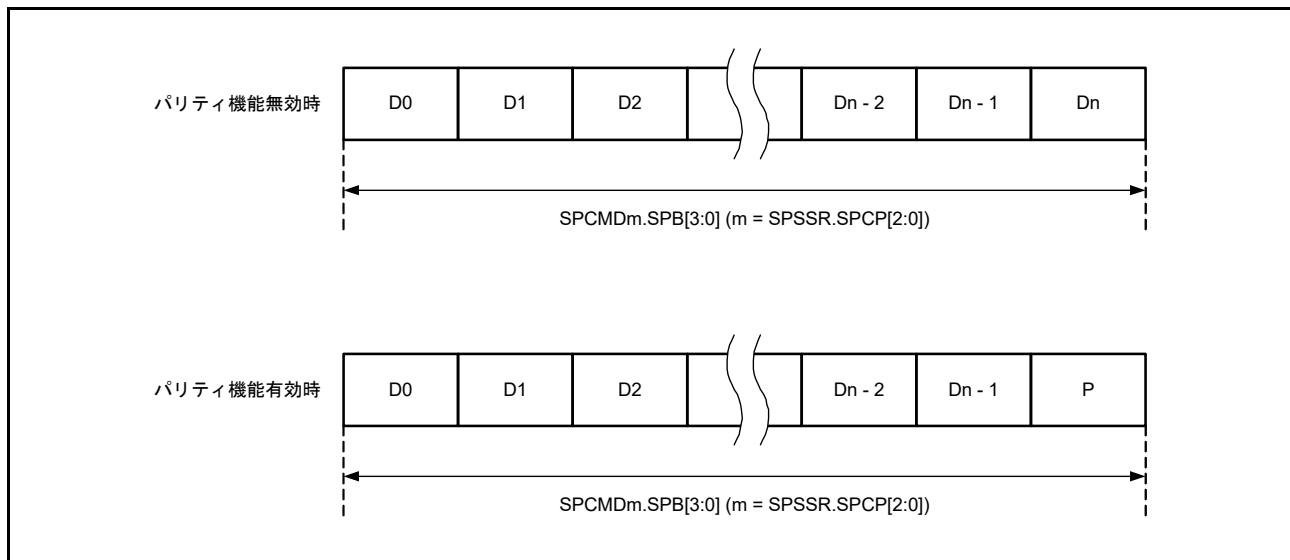 パリティ機能無効時 D0 D1 D2 Dn - 2 Dn - 1 Dn
SPCMDm.SPB[3:0] (m = SPSSR.SPCP[2:0])
パリティ機能有効時 D0 D1 D2 Dn - 2 Dn - 1 P
SPCMDm.SPB[3:0] (m = SPSSR.SPCP[2:0])